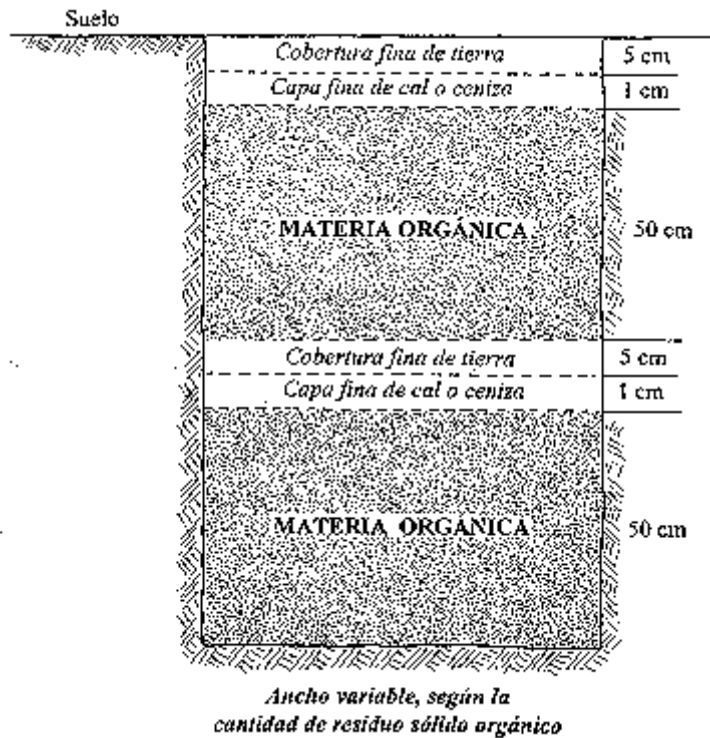 Suelo
Cobertura fina de tierra 5 cm
Capa fina de cal o ceniza 1 cm
MATERIA ORGÁNICA 50 cm
Cobertura fina de tierra 5 cm
Capa fina de cal o ceniza 1 cm
MATERIA ORGÁNICA 50 cm
Ancho variable, según la
cantidad de residuo sólido orgánico